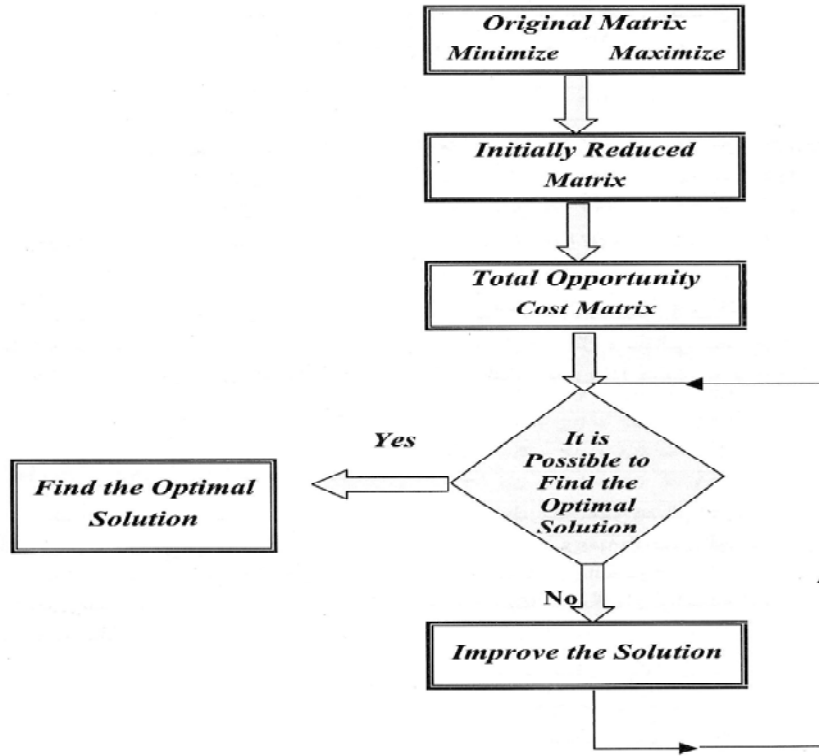 Original Matrix
Minimize Maximize
Initially Reduced
Matrix
Total Opportunity
Cost Matrix
Yes
It is
Possible to
Find the
Optimal
Solution
Find the Optimal
Solution
No
Improve the Solution